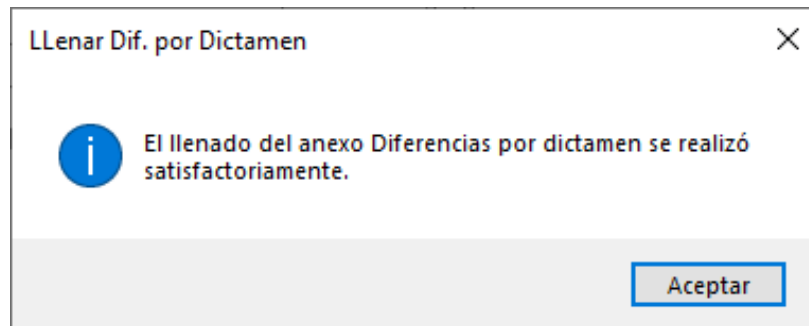 LLenar Dif. por Dictamen
El llenado del anexo Diferencias por dictamen se realizó
satisfactoriamente.
Aceptar